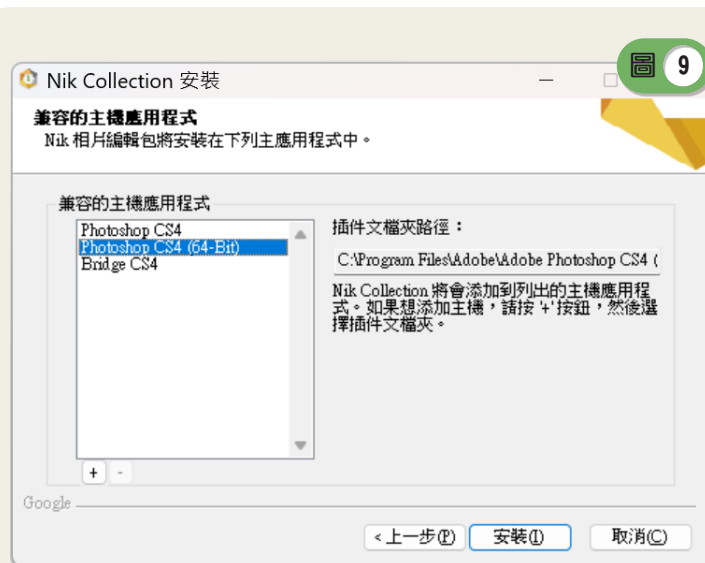 圖 9
Nik Collection 安裝
兼容的主機應用程式
Nik 相片編輯包將安裝在下列主應用程式中。
兼容的主機應用程式
Photoshop CS4
Photoshop CS4 (64-Bit)
Bridge CS4
插件文檔夾路徑：
C:\Program Files\Adobe\Adobe Photoshop CS4 (
Nik Collection 將會添加到列出的主機應用程
式。如果想添加主機，請按 '+' 按鈕，然後選
擇插件文檔夾。
+ -
Google
<上一步(P) 安裝(I) 取消(C)